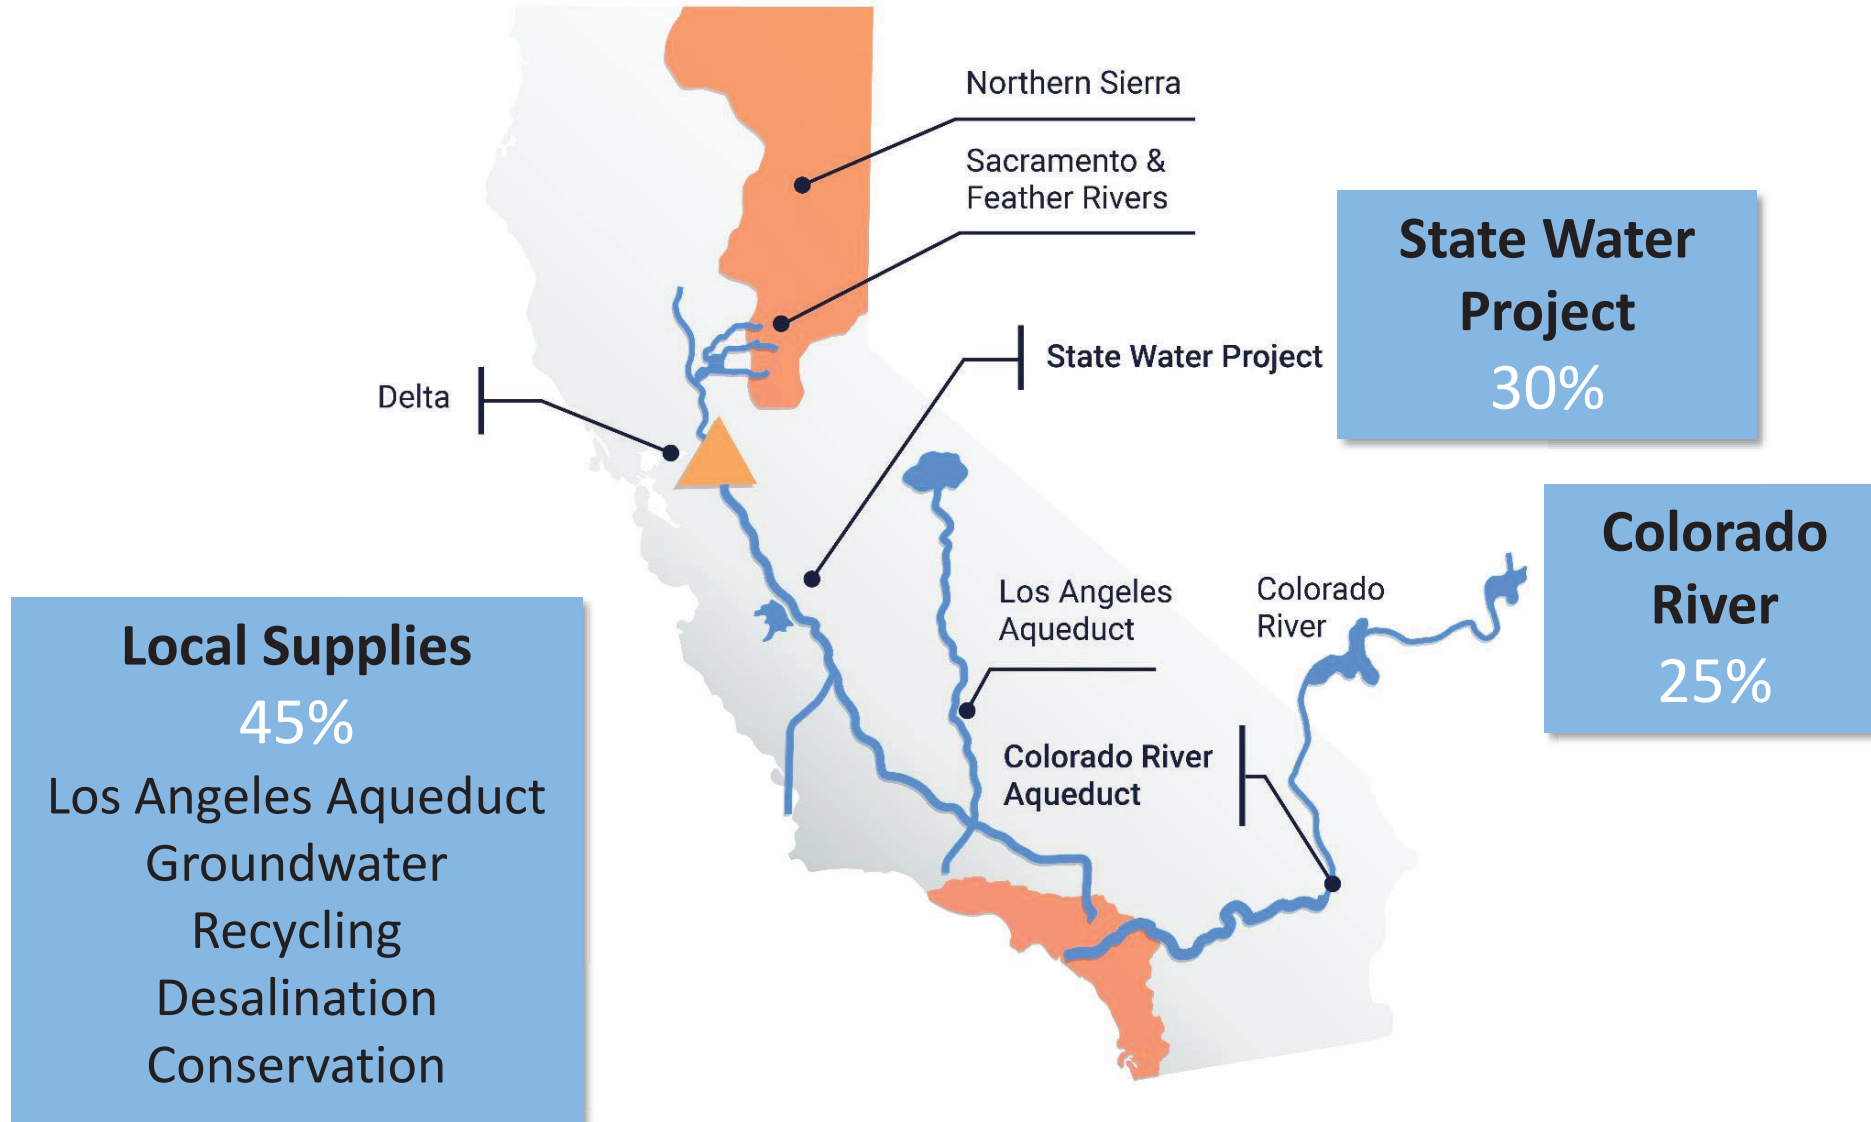 Northern Sierra
Sacramento &
Feather Rivers
State Water
Project
30%
State Water Project
Delta
Colorado
River
25%
Los Angeles
Aqueduct
Colorado
River
Local Supplies
45%
Los Angeles Aqueduct
Groundwater
Recycling
Desalination
Conservation
Colorado River
Aqueduct